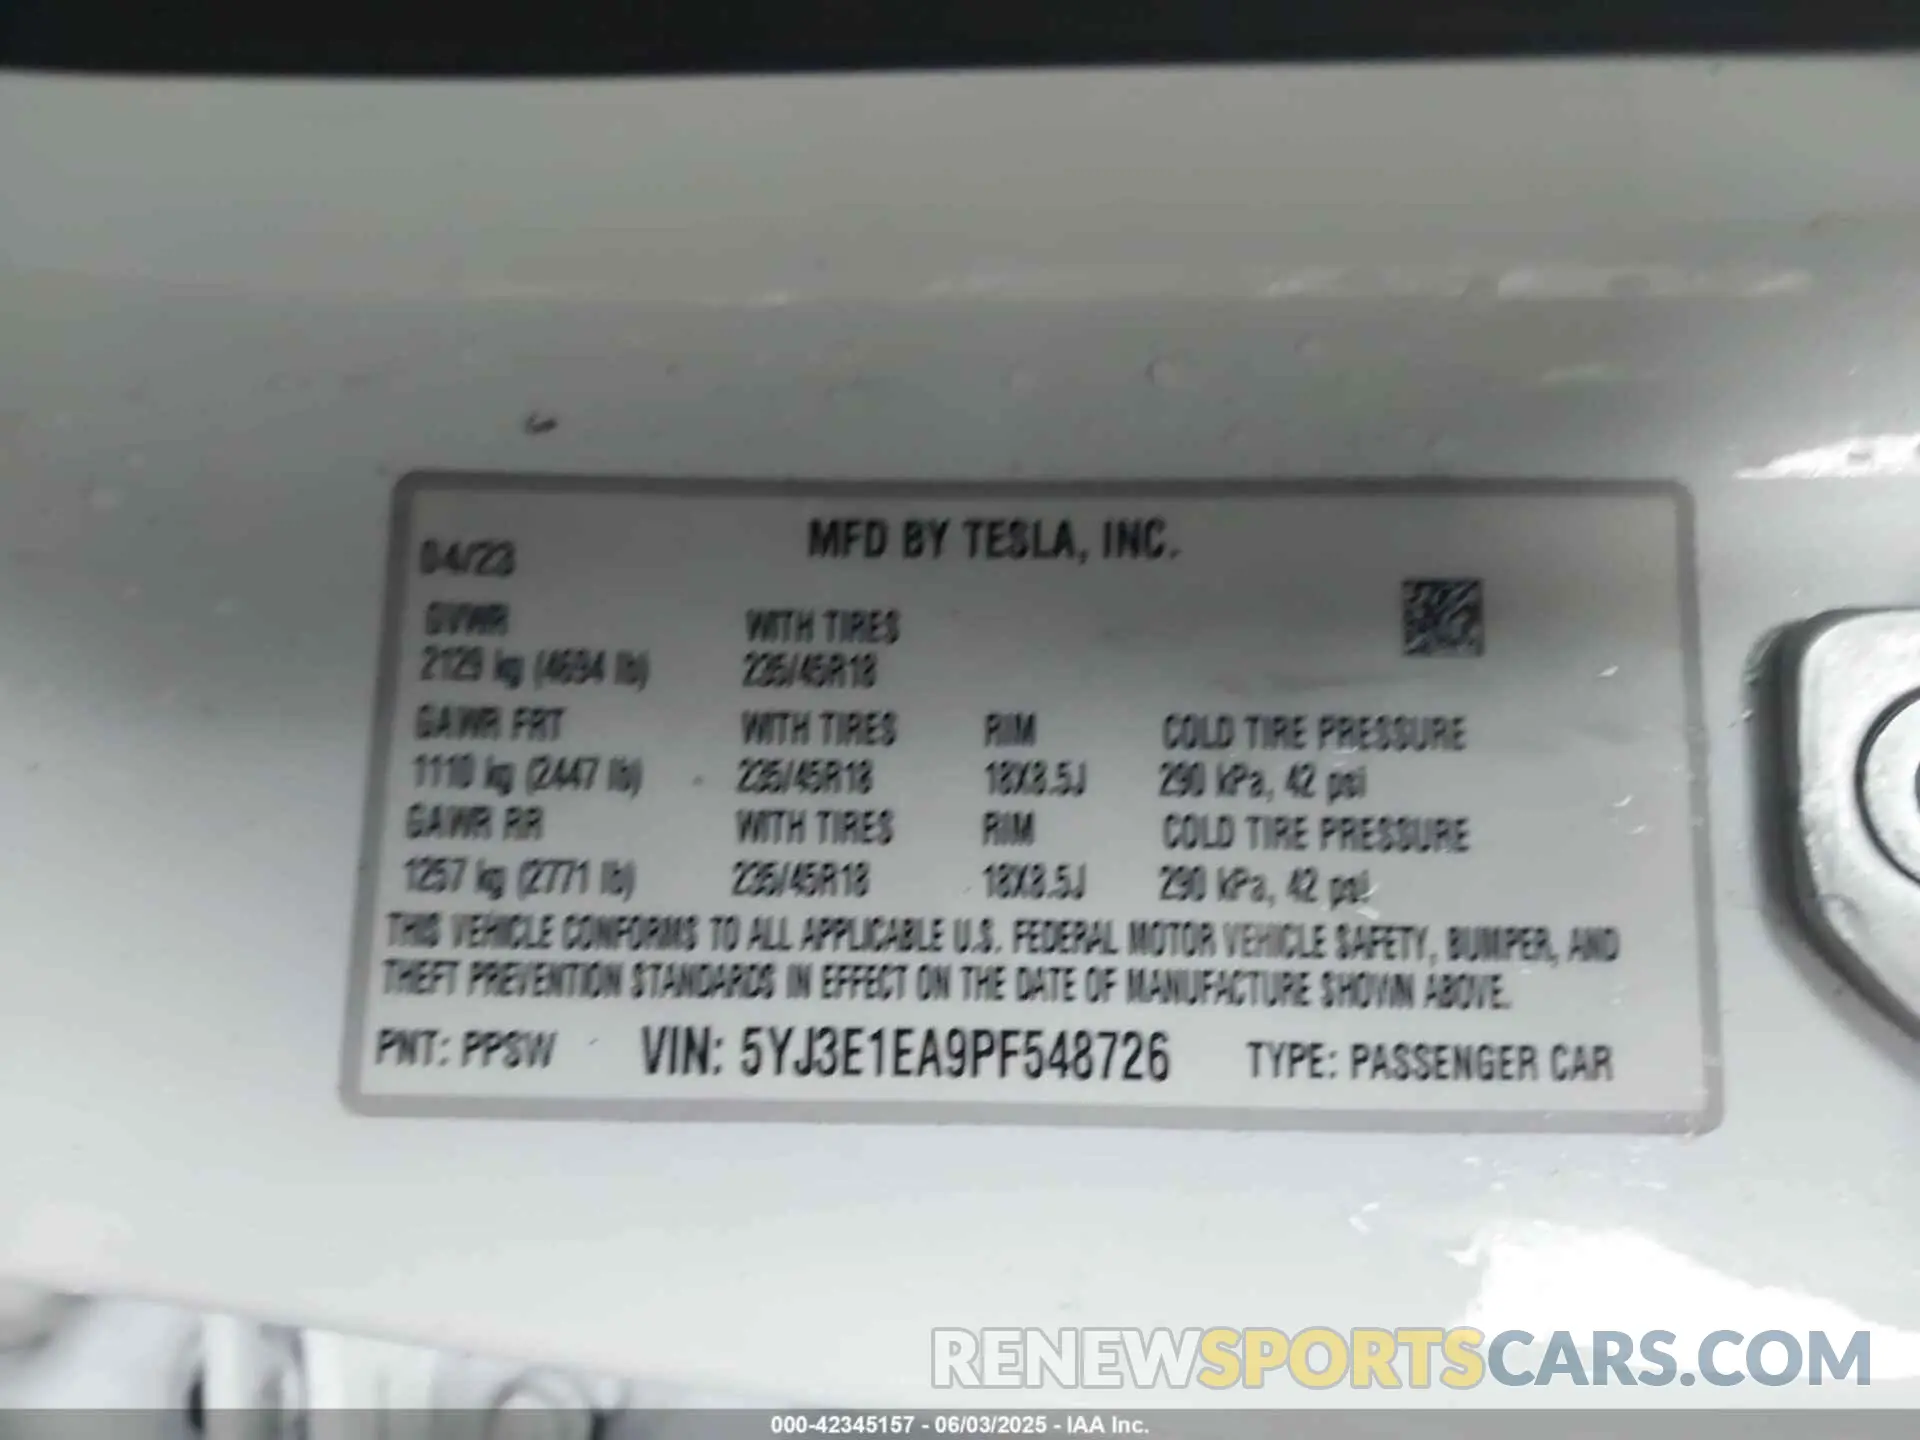 04/23 MFD BY TESLA, INC.
GVWR WITH TIRES
2129 kg (4694 lb) 235/45R18
GAWR FRT WITH TIRES RIM COLD TIRE PRESSURE
1110 kg (2447 lb) 235/45R18 18X8.5J 290 kPa, 42 psi
GAWR RR WITH TIRES RIM COLD TIRE PRESSURE
1257 kg (2771 lb) 235/45R18 18X8.5J 290 kPa, 42 psi
THIS VEHICLE CONFORMS TO ALL APPLICABLE U.S. FEDERAL MOTOR VEHICLE SAFETY, BUMPER, AND
THEFT PREVENTION STANDARDS IN EFFECT ON THE DATE OF MANUFACTURE SHOWN ABOVE.
PNT: PPSW VIN: 5YJ3E1EA9PF548726 TYPE: PASSENGER CAR
RENEWSPORTSCARS.COM
000-42345157 - 06/03/2025 - IAA Inc.